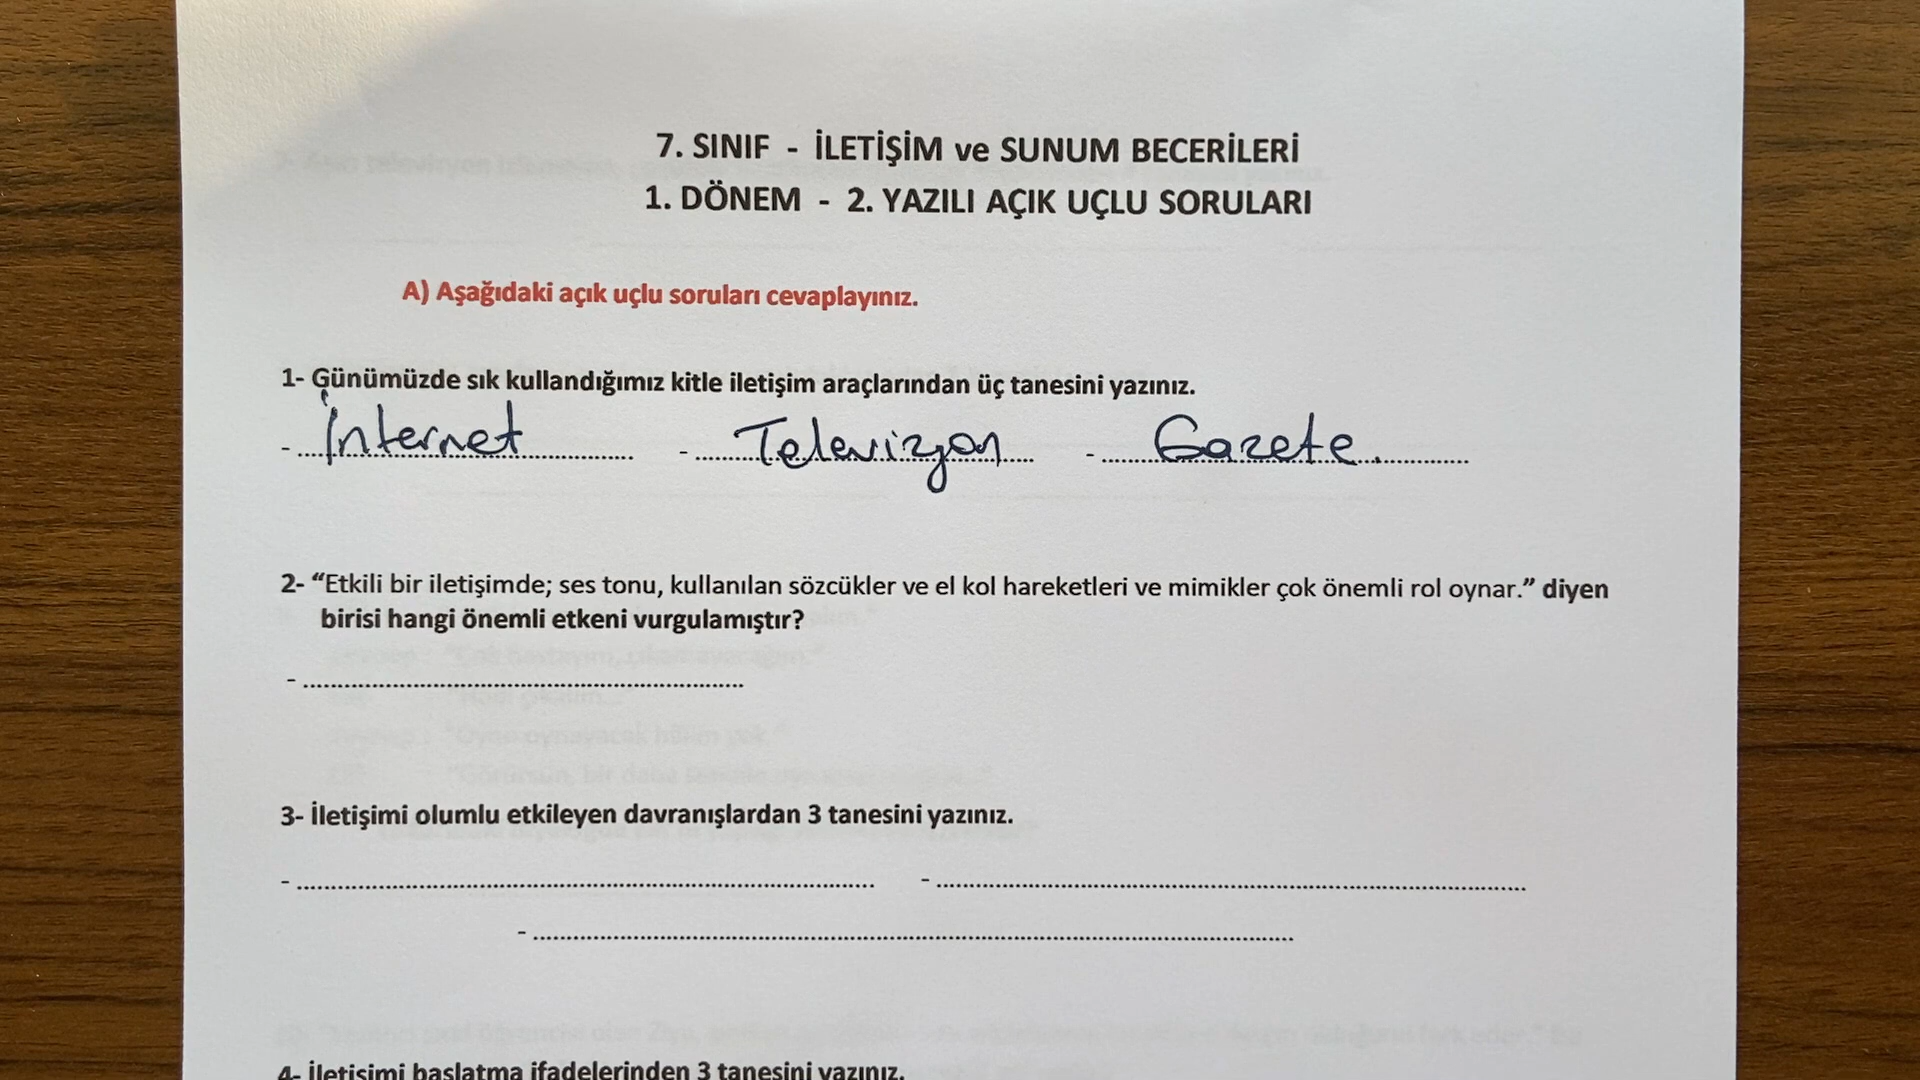 7. SINIF - İLETİŞİM ve SUNUM BECERİLERİ
1. DÖNEM - 2. YAZILI AÇIK UÇLU SORULARI
A) Aşağıdaki açık uçlu soruları cevaplayınız.
1- Günümüzde sık kullandığımız kitle iletişim araçlarından üç tanesini yazınız.
- İnternet - Televizyon - Gazete.
2- “Etkili bir iletişimde; ses tonu, kullanılan sözcükler ve el kol hareketleri ve mimikler çok önemli rol oynar.” diyen
birisi hangi önemli etkeni vurgulamıştır?
-
3- İletişimi olumlu etkileyen davranışlardan 3 tanesini yazınız.
- -
-
4- İletişimi başlatma ifadelerinden 3 tanesini yazınız.